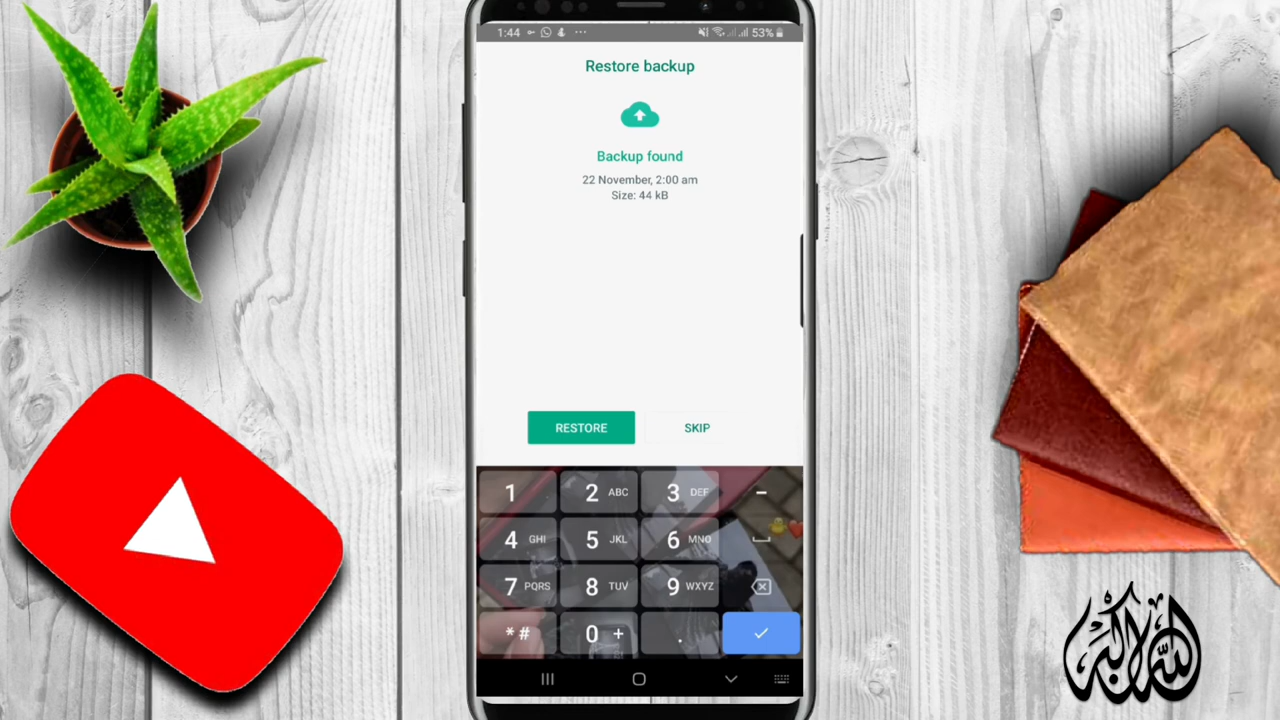 1:44 53%
Restore backup
Backup found
22 November, 2:00 am
Size: 44 kB
RESTORE SKIP
1 2 ABC 3 DEF -
4 GHI 5 JKL 6 MNO
7 PQRS 8 TUV 9 WXYZ
*# 0 + .
الله أكبر